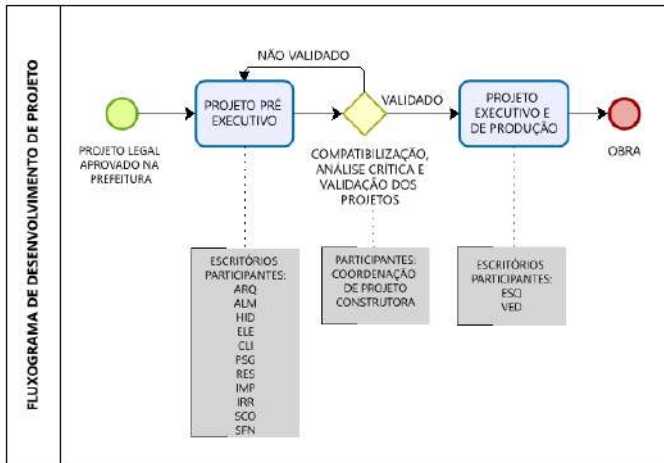 FLUXOGRAMA DE DESENVOLVIMENTO DE PROJETO
NÃO VALIDADO
PROJETO PRÉ
EXECUTIVO
VALIDADO
PROJETO
EXECUTIVO E
DE PRODUÇÃO
PROJETO LEGAL
APROVADO NA
PREFEITURA
COMPATIBILIZAÇÃO,
ANÁLISE CRÍTICA E
VALIDAÇÃO DOS
PROJETOS
OBRA
ESCRITÓRIOS
PARTICIPANTES:
ARQ
ALM
HID
ELE
CLI
PSG
RES
IMP
IRR
SCO
SFN
PARTICIPANTES:
COORDENAÇÃO
DE PROJETO
CONSTRUTORA
ESCRITÓRIOS
PARTICIPANTES:
ESQ
VED